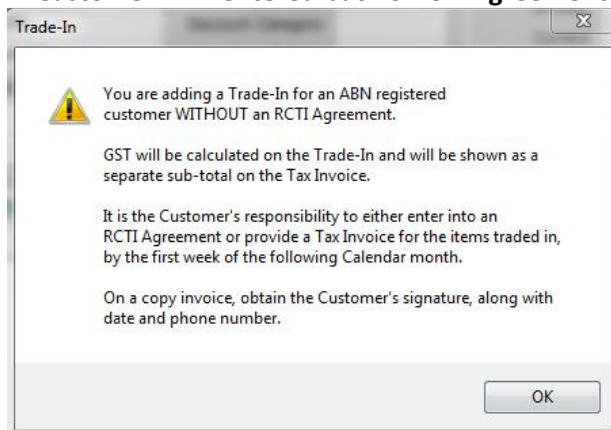 Trade-In
You are adding a Trade-In for an ABN registered
customer WITHOUT an RCTI Agreement.
GST will be calculated on the Trade-In and will be shown as a
separate sub-total on the Tax Invoice.
It is the Customer's responsibility to either enter into an
RCTI Agreement or provide a Tax Invoice for the items traded in,
by the first week of the following Calendar month.
On a copy invoice, obtain the Customer's signature, along with
date and phone number.
OK